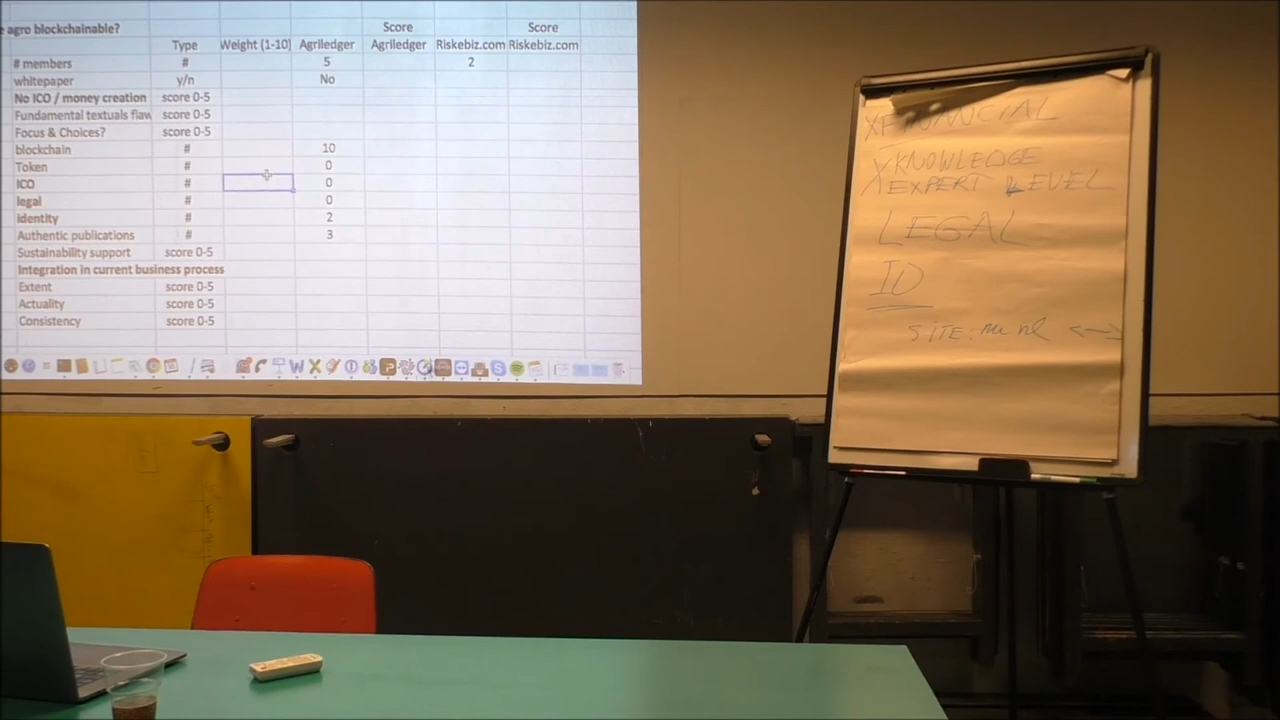 e agro blockchainable? Score Score
Type Weight (1-10) Agriledger Agriledger Riskebiz.com Riskebiz.com
# members # 5 2
whitepaper y/n No
No ICO / money creation score 0-5
Fundamental textuals flaw score 0-5
Focus & Choices? score 0-5
blockchain # 10
Token # 0
ICO # 0
legal # 0
identity # 2
Authentic publications # 3
Sustainability support score 0-5
Integration in current business process
Extent score 0-5
Actuality score 0-5
Consistency score 0-5
XFINANCIAL
XKNOWLEDGE
XEXPERT LEVEL
LEGAL
ID
SITE: